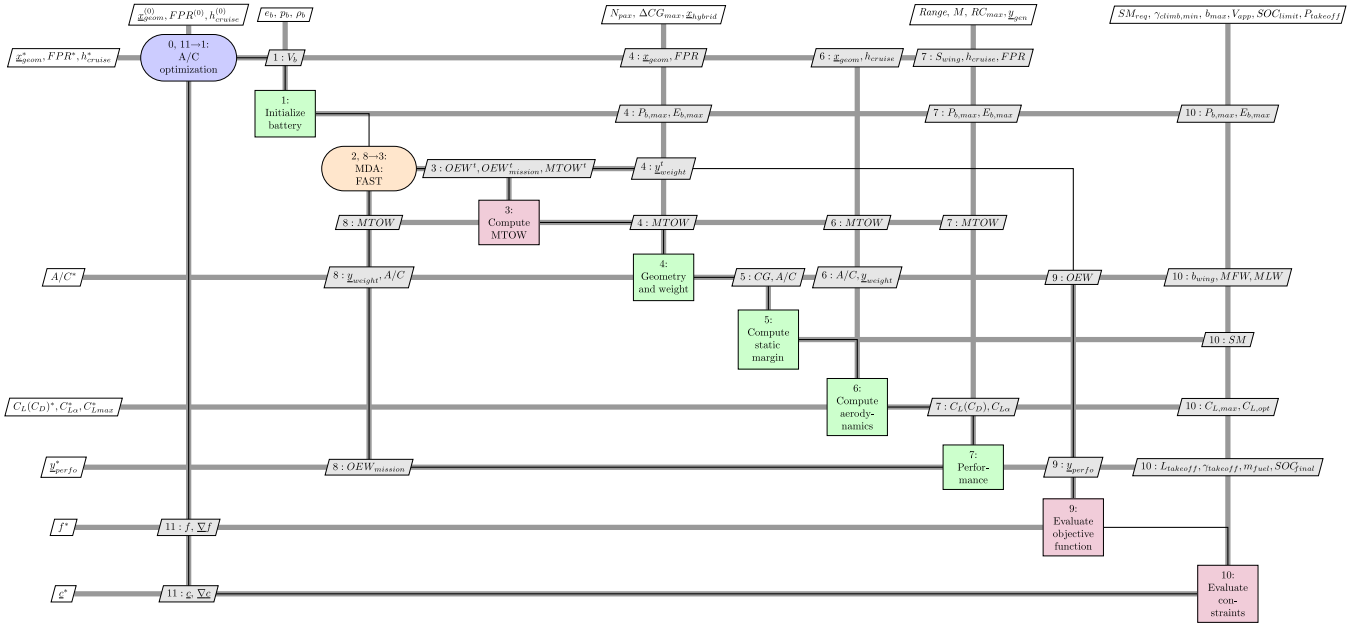 x_geom^(0), FPR^(0), h_cruise^(0)
e_b, p_b, ρ_b
N_pax, ΔCG_max, x_hybrid
Range, M, RC_max, y_gen
SM_req, γ_climb,min, b_max, V_app, SOC_limit, P_takeoff
x*_geom, FPR*, h*_cruise
0, 11→1:
A/C
optimization
1 : V_b
4 : x_geom, FPR
6 : x_geom, h_cruise
7 : S_wing, h_cruise, FPR
1:
Initialize
battery
4 : P_b,max, E_b,max
7 : P_b,max, E_b,max
10 : P_b,max, E_b,max
2, 8→3:
MDA:
FAST
3 : OEW^t, OEW^t_mission, MTOW^t
4 : y^t_weight
8 : MTOW
3:
Compute
MTOW
4 : MTOW
6 : MTOW
7 : MTOW
A/C*
8 : y_weight, A/C
4:
Geometry
and weight
5 : CG, A/C
6 : A/C, y_weight
9 : OEW
10 : b_wing, MFW, MLW
5:
Compute
static
margin
10 : SM
C_L(C_D)*, C*_Lα, C*_Lmax
6:
Compute
aerody-
namics
7 : C_L(C_D), C_Lα
10 : C_L,max, C_L,opt
y*_perfo
8 : OEW_mission
7:
Perfor-
mance
9 : y_perfo
10 : L_takeoff, γ_takeoff, m_fuel, SOC_final
f*
11 : f, ∇f
9:
Evaluate
objective
function
c*
11 : c, ∇c
10:
Evaluate
con-
straints